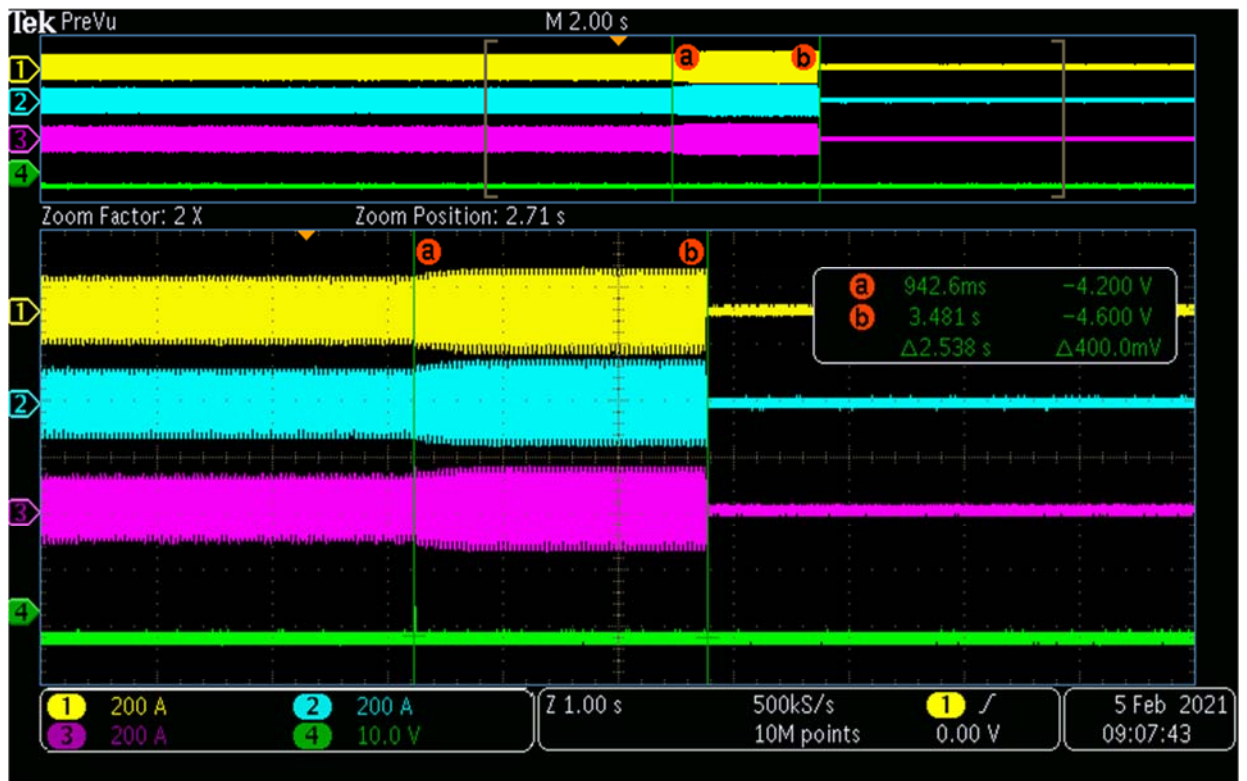 Tek PreVu M 2.00 s
a b
1
2
3
4
Zoom Factor: 2 X Zoom Position: 2.71 s
a b
1
a 942.6ms -4.200 V
b 3.481 s -4.600 V
Δ2.538 s Δ400.0mV
2
3
4
1 200 A 2 200 A Z 1.00 s 500kS/s 1 5 Feb 2021
3 200 A 4 10.0 V 10M points 0.00 V 09:07:43